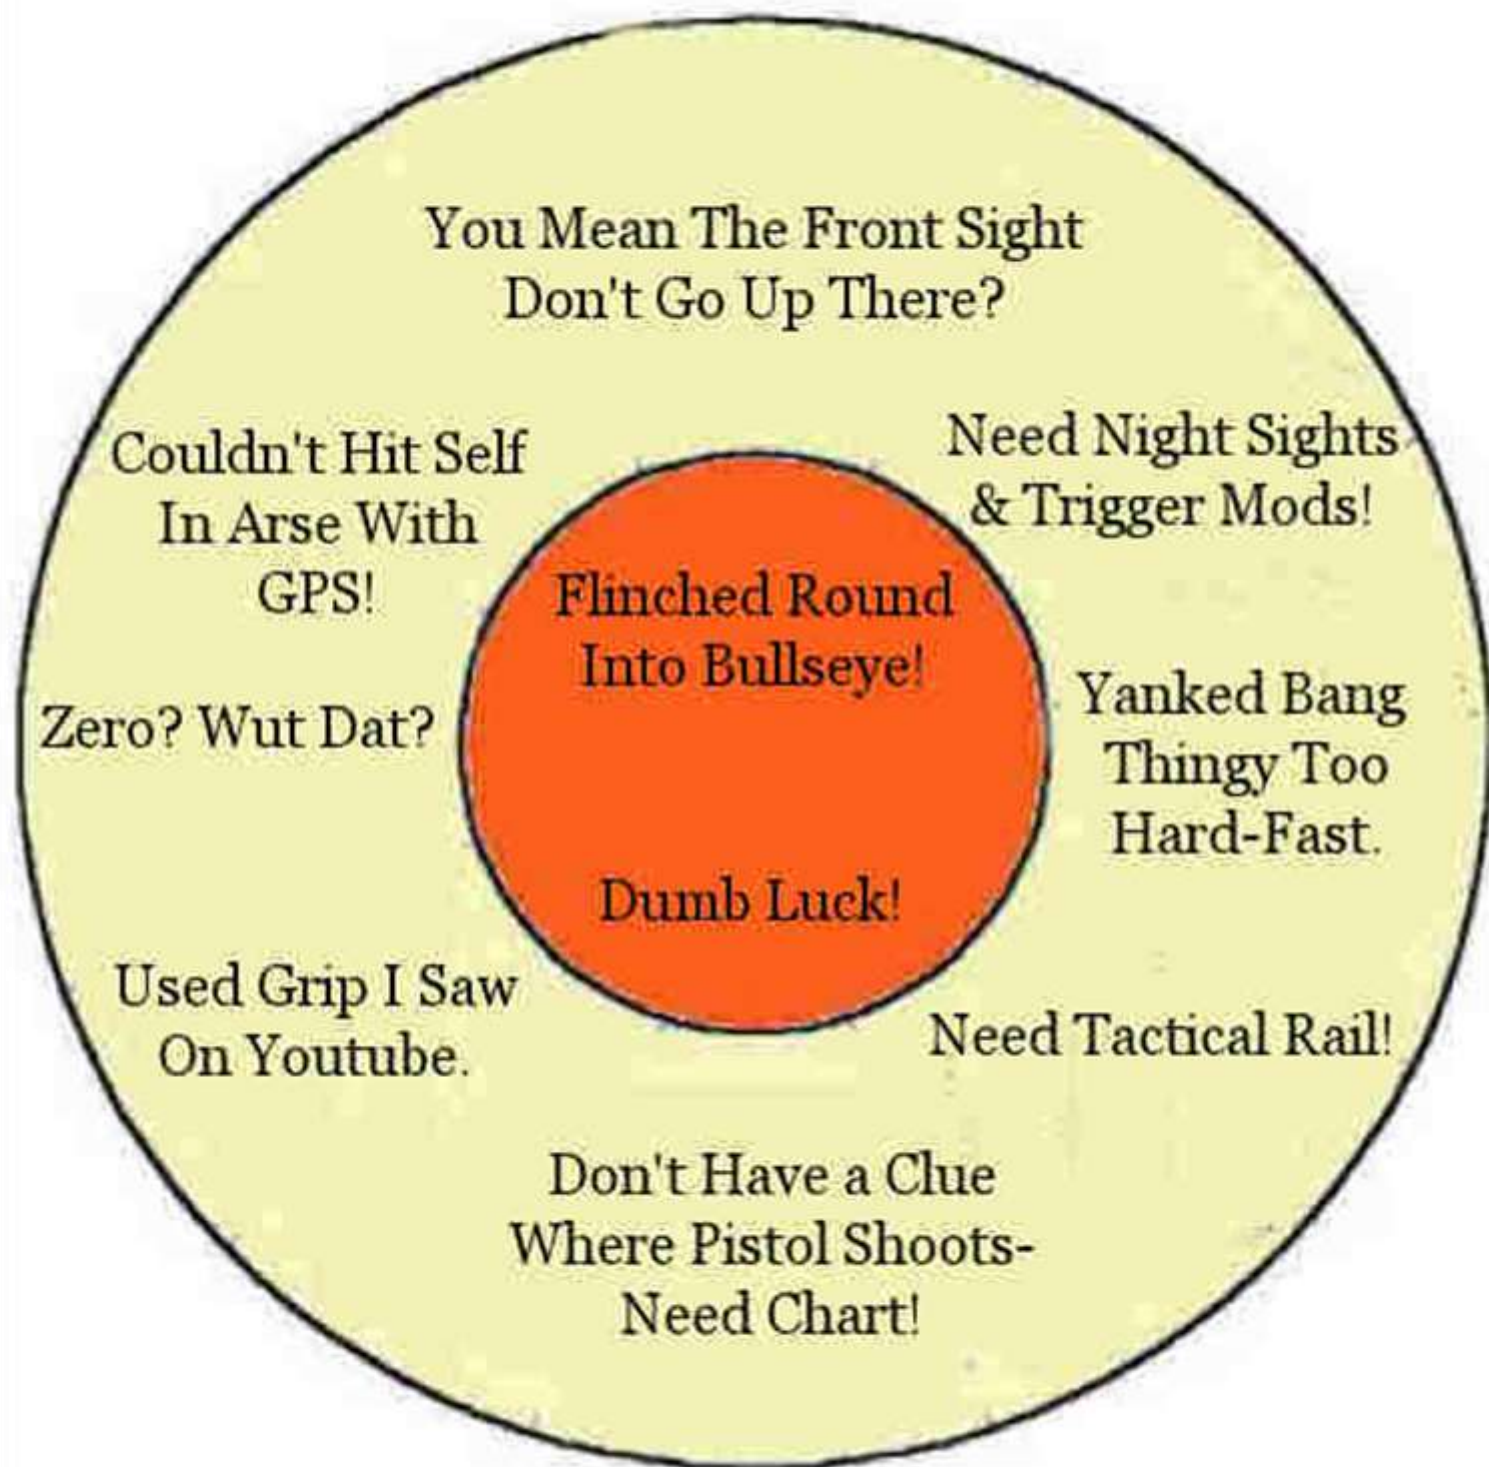 You Mean The Front Sight
Don't Go Up There?
Couldn't Hit Self
In Arse With
GPS!
Need Night Sights
& Trigger Mods!
Flinched Round
Into Bullseye!
Zero? Wut Dat?
Yanked Bang
Thingy Too
Hard-Fast.
Dumb Luck!
Used Grip I Saw
On Youtube.
Need Tactical Rail!
Don't Have a Clue
Where Pistol Shoots-
Need Chart!